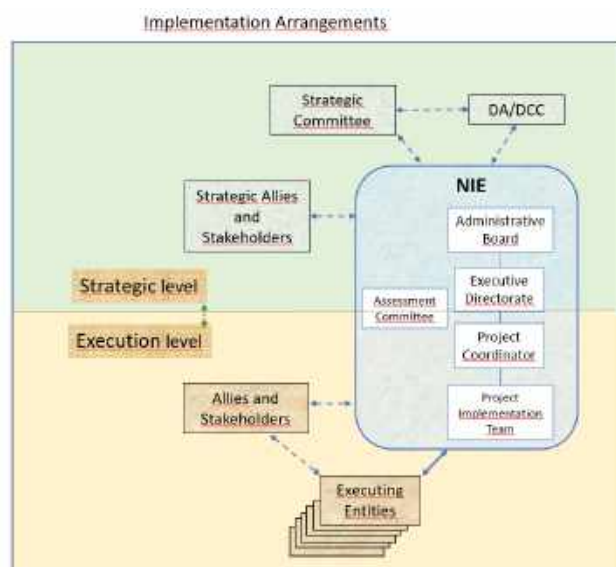 Implementation Arrangements
Strategic
Committee
DA/DCC
NIE
Strategic Allies
and
Stakeholders
Administrative
Board
Strategic level
Executive
Directorate
Assessment
Committee
Execution level
Project
Coordinator
Allies and
Stakeholders
Project
Implementation
Team
Executing
Entities